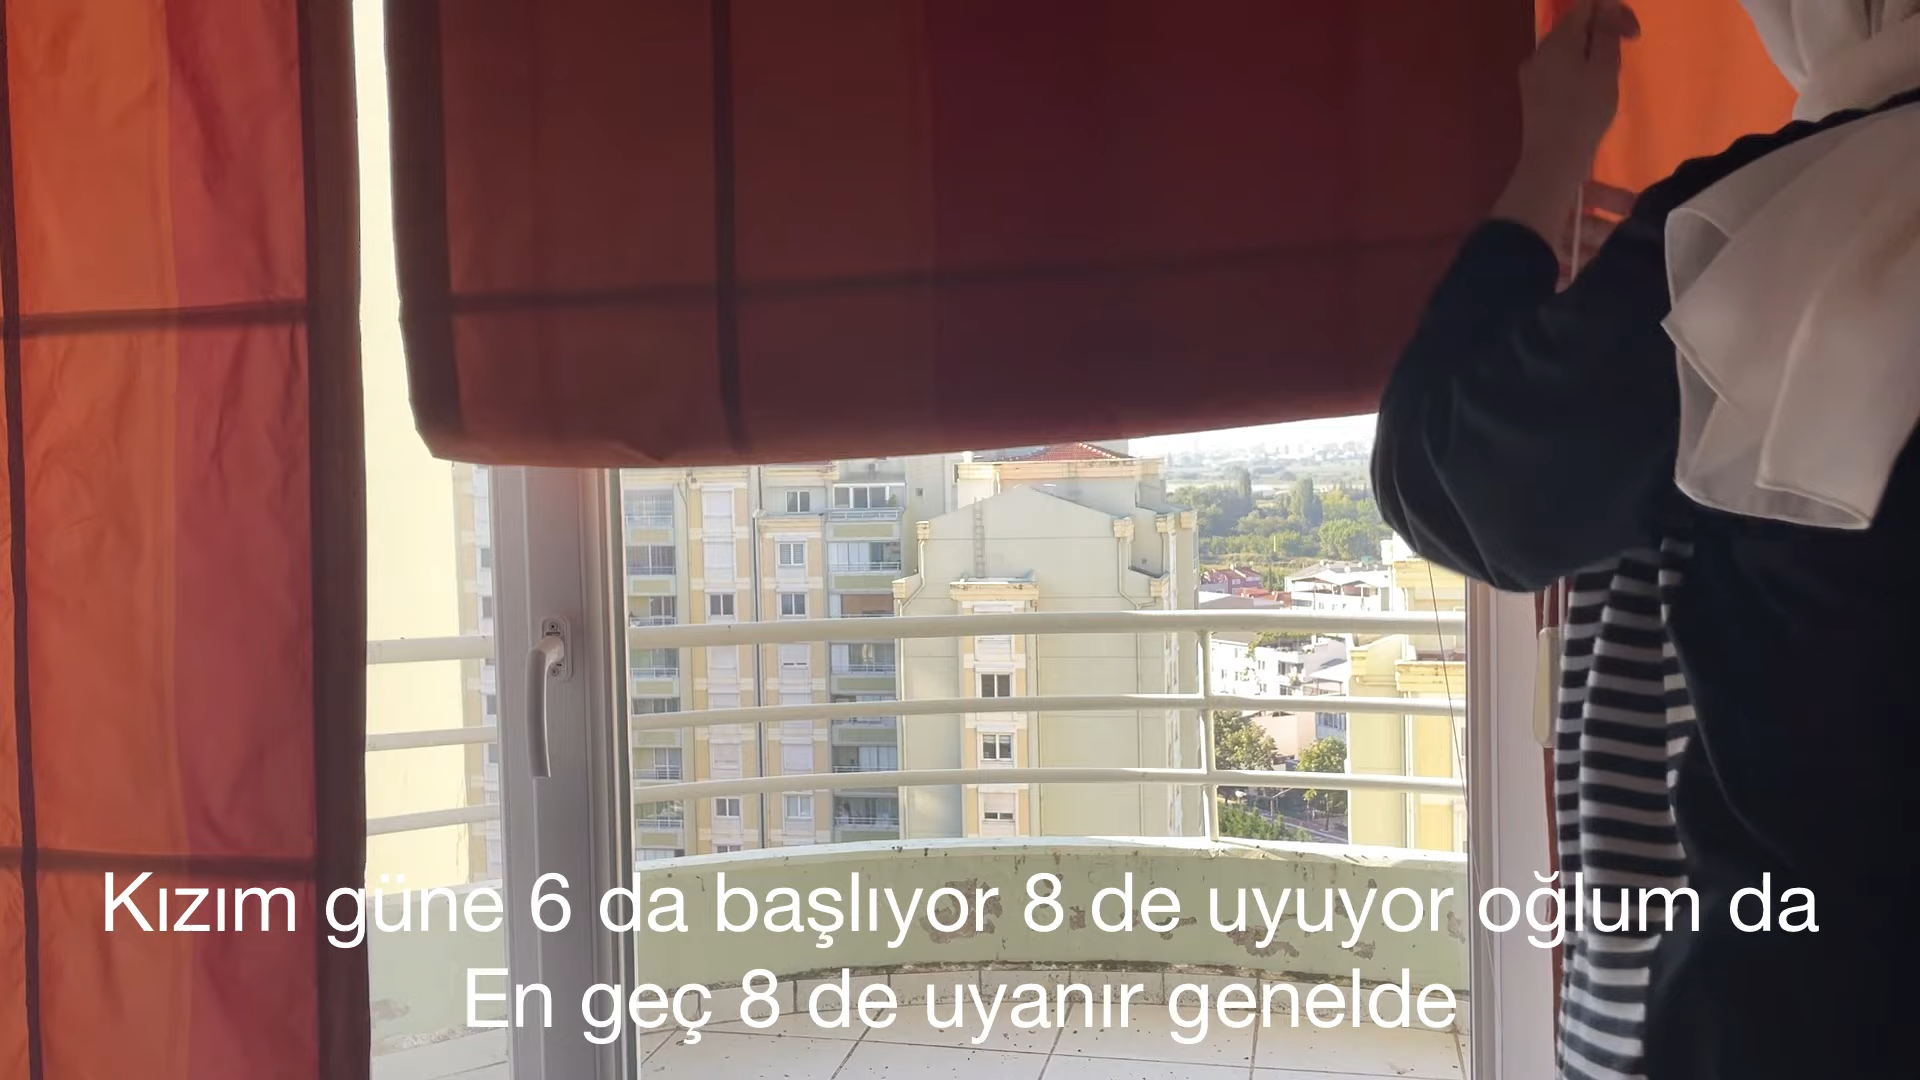 Kızım güne 6 da başlıyor 8 de uyuyor oğlum da
En geç 8 de uyanır genelde